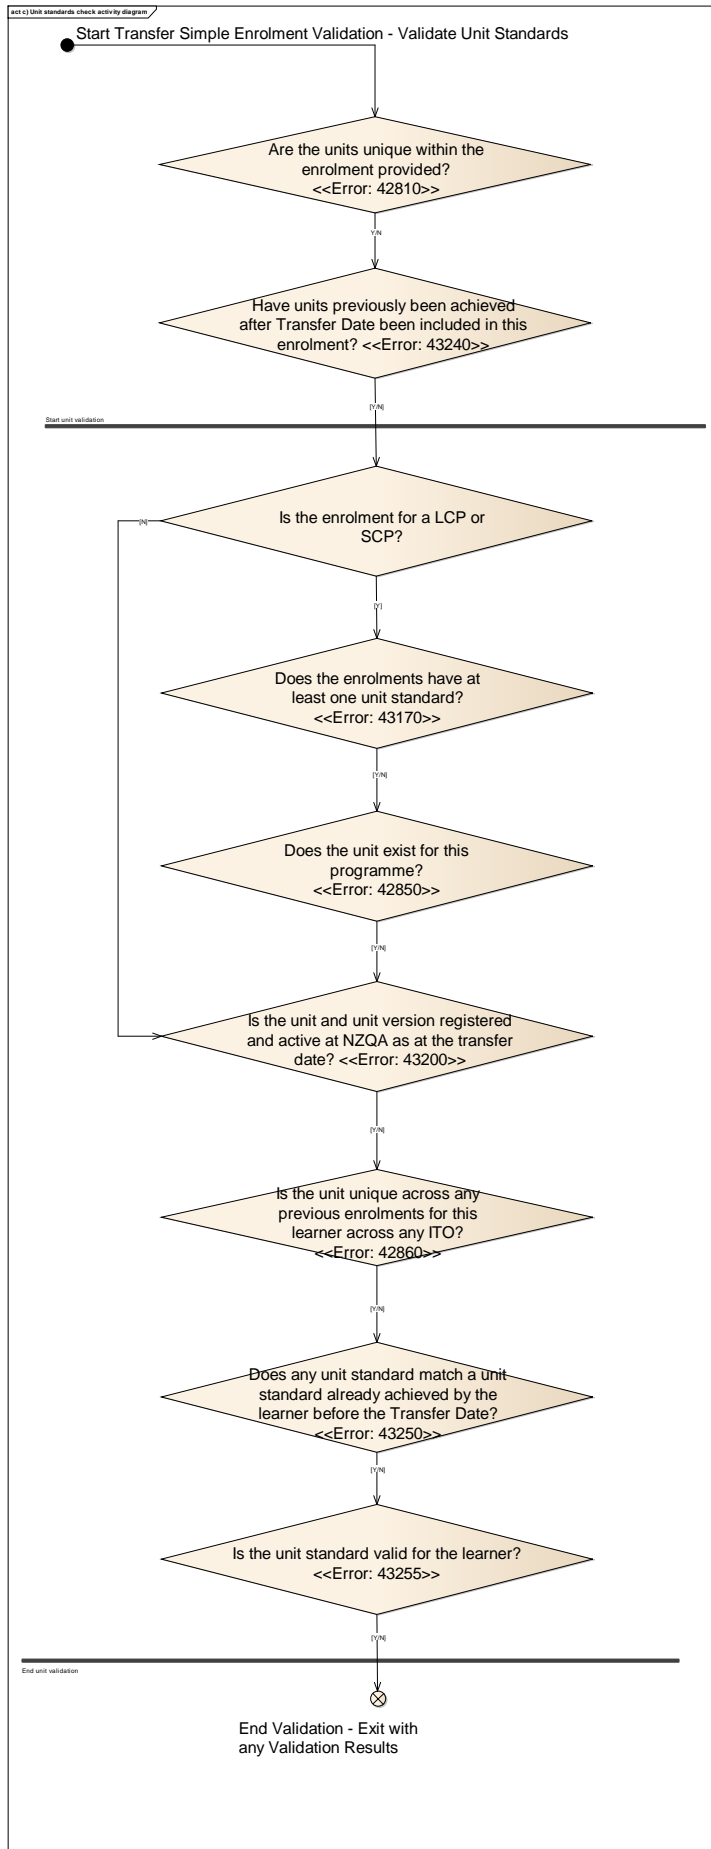 act c) Unit standards check activity diagram
Start Transfer Simple Enrolment Validation - Validate Unit Standards
Are the units unique within the
enrolment provided?
<<Error: 42810>>
Y/N
Have units previously been achieved
after Transfer Date been included in this
enrolment? <<Error: 43240>>
[Y/N]
Start unit validation
Is the enrolment for a LCP or
SCP?
[N]
[Y]
Does the enrolments have at
least one unit standard?
<<Error: 43170>>
[Y/N]
Does the unit exist for this
programme?
<<Error: 42850>>
[Y/N]
Is the unit and unit version registered
and active at NZQA as at the transfer
date? <<Error: 43200>>
[Y/N]
Is the unit unique across any
previous enrolments for this
learner across any ITO?
<<Error: 42860>>
[Y/N]
Does any unit standard match a unit
standard already achieved by the
learner before the Transfer Date?
<<Error: 43250>>
[Y/N]
Is the unit standard valid for the learner?
<<Error: 43255>>
[Y/N]
End unit validation
End Validation - Exit with
any Validation Results